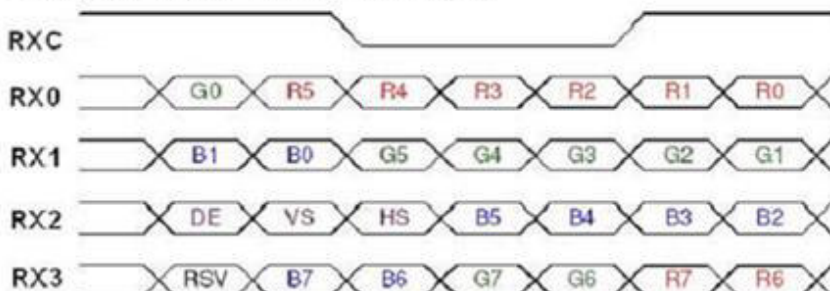 RXC
RX0 G0 R5 R4 R3 R2 R1 R0
RX1 B1 B0 G5 G4 G3 G2 G1
RX2 DE VS HS B5 B4 B3 B2
RX3 RSV B7 B6 G7 G6 R7 R6